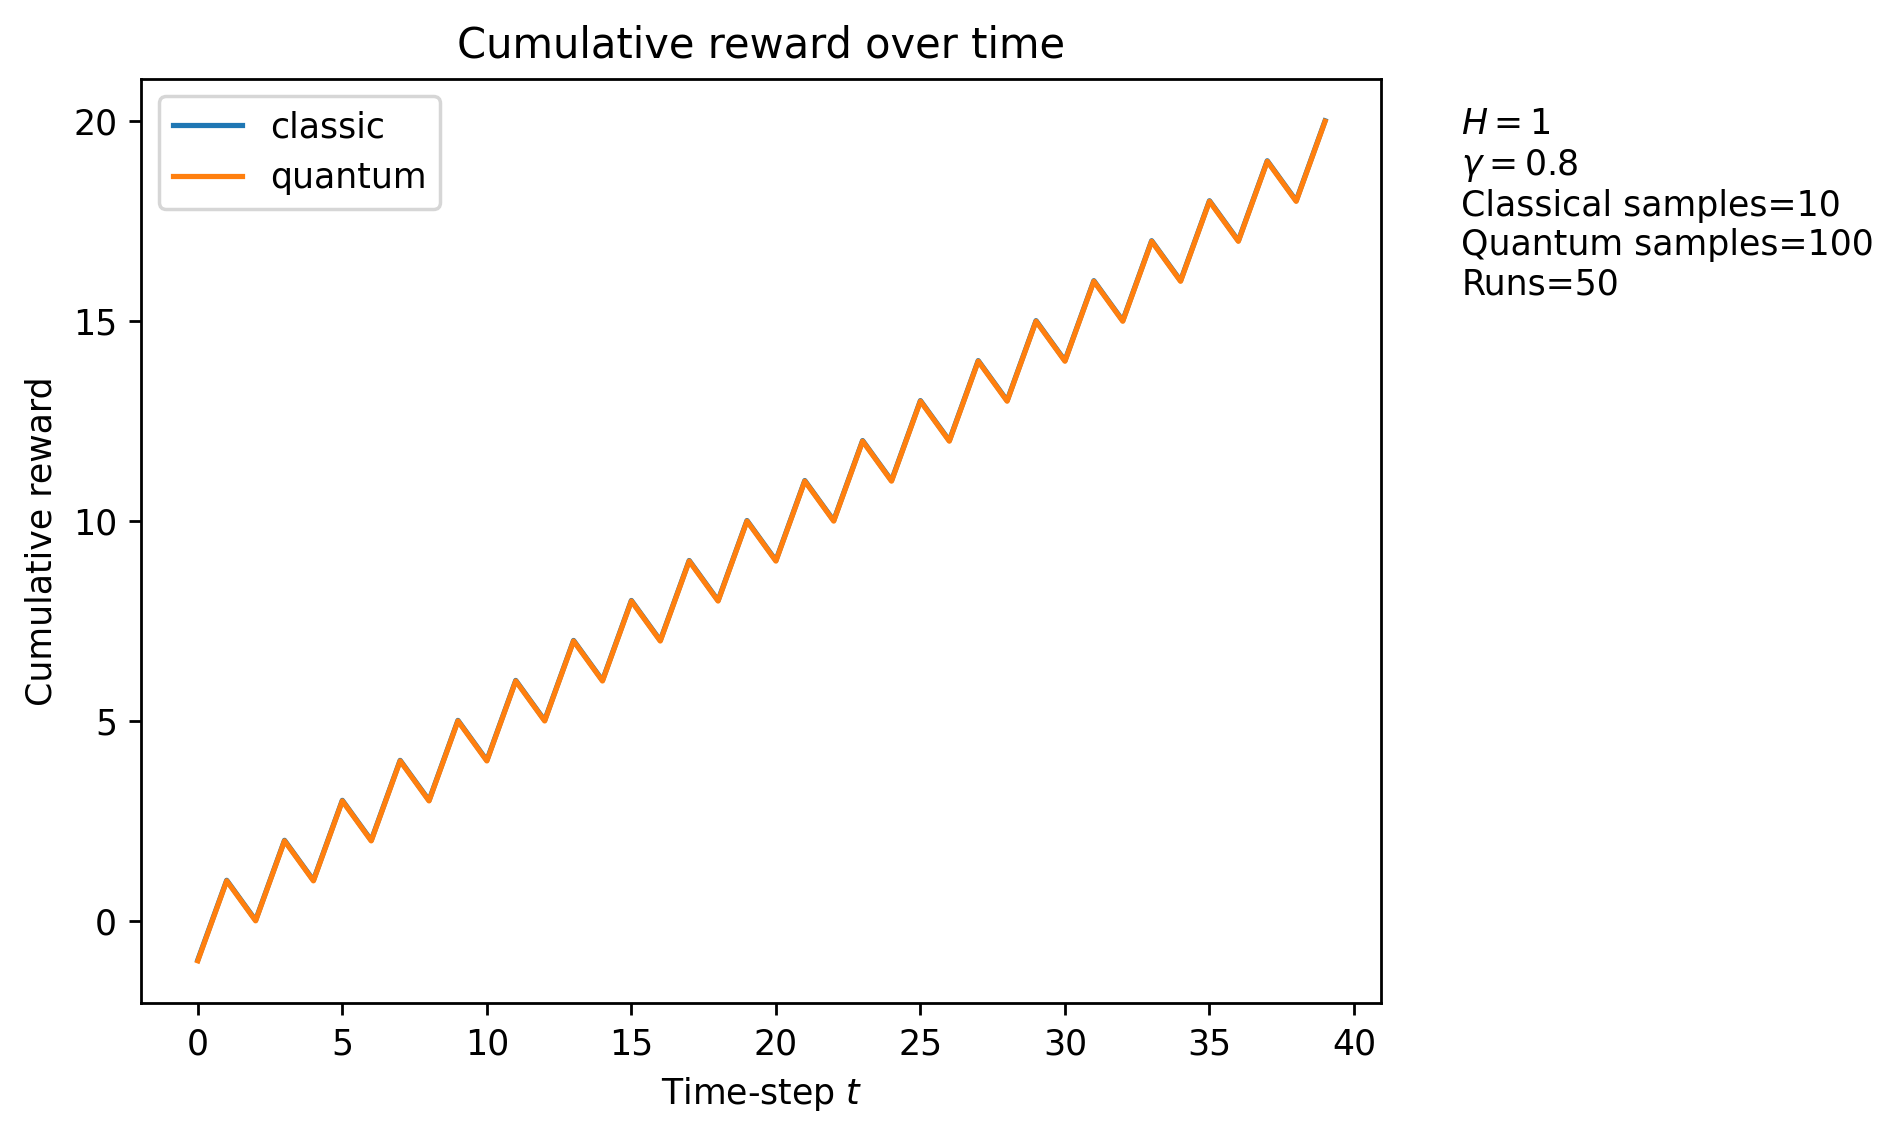 Cumulative reward over time
classic
quantum
H = 1
γ = 0.8
Classical samples=10
Quantum samples=100
Runs=50
Cumulative reward
20
15
10
5
0
0 5 10 15 20 25 30 35 40
Time-step t